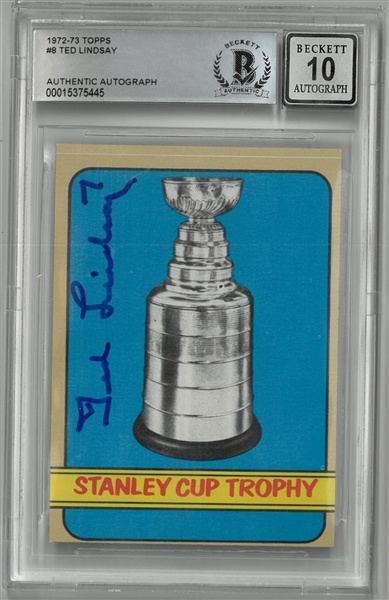 1972-73 TOPPS
#8 TED LINDSAY
AUTHENTIC AUTOGRAPH
00015375445
BECKETT
B
AUTHENTIC
BECKETT
10
AUTOGRAPH
Ted Lindsay
STANLEY CUP TROPHY